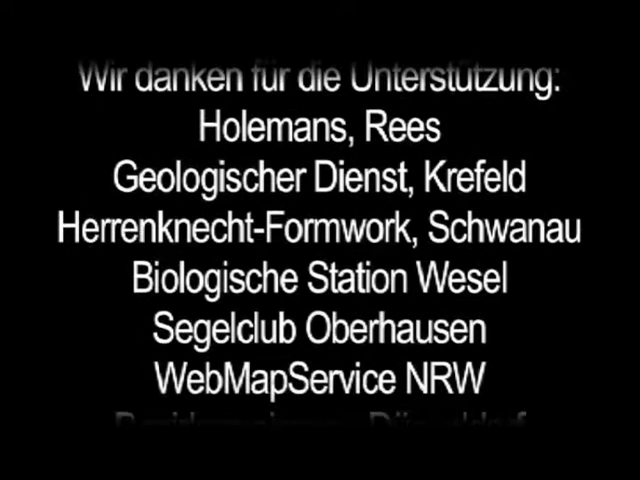 Wir danken für die Unterstützung:
Holemans, Rees
Geologischer Dienst, Krefeld
Herrenknecht-Formwork, Schwanau
Biologische Station Wesel
Segelclub Oberhausen
WebMapService NRW